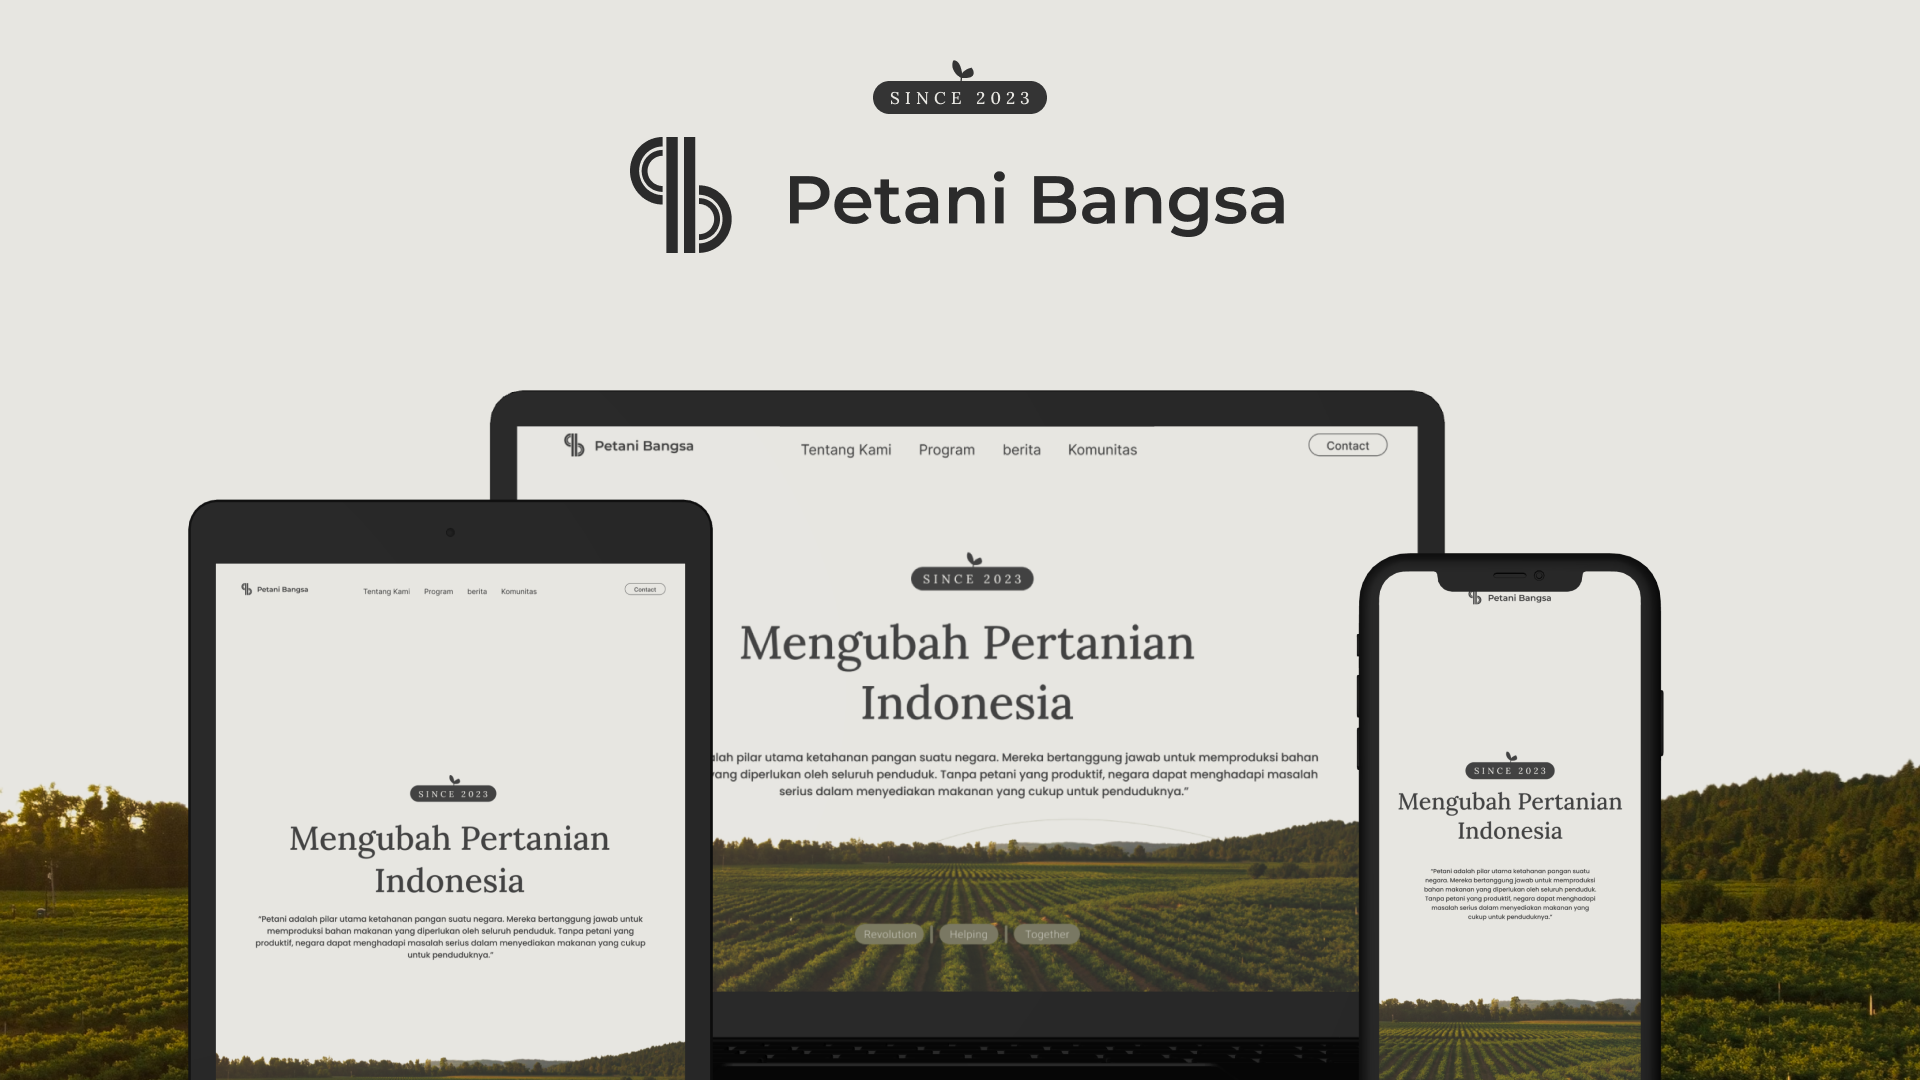 SINCE 2023
Petani Bangsa
Petani Bangsa
Tentang Kami Program berita Komunitas
Contact
SINCE 2023
Mengubah Pertanian
Indonesia
pilar utama ketahanan pangan suatu negara. Mereka bertanggung jawab untuk memproduksi bahan
diperlukan oleh seluruh penduduk. Tanpa petani yang produktif, negara dapat menghadapi masalah
serius dalam menyediakan makanan yang cukup untuk penduduknya.”
Revolution | Helping | Together
Petani Bangsa
Tentang Kami Program berita Komunitas
Contact
SINCE 2023
Mengubah Pertanian
Indonesia
“Petani adalah pilar utama ketahanan pangan suatu negara. Mereka bertanggung jawab untuk
memproduksi bahan makanan yang diperlukan oleh seluruh penduduk. Tanpa petani yang
produktif, negara dapat menghadapi masalah serius dalam menyediakan makanan yang cukup
untuk penduduknya.”
Petani Bangsa
SINCE 2023
Mengubah Pertanian
Indonesia
“Petani adalah pilar utama ketahanan pangan suatu
negara. Mereka bertanggung jawab untuk memproduksi
bahan makanan yang diperlukan oleh seluruh penduduk.
Tanpa petani yang produktif, negara dapat menghadapi
masalah serius dalam menyediakan makanan yang
cukup untuk penduduknya.”